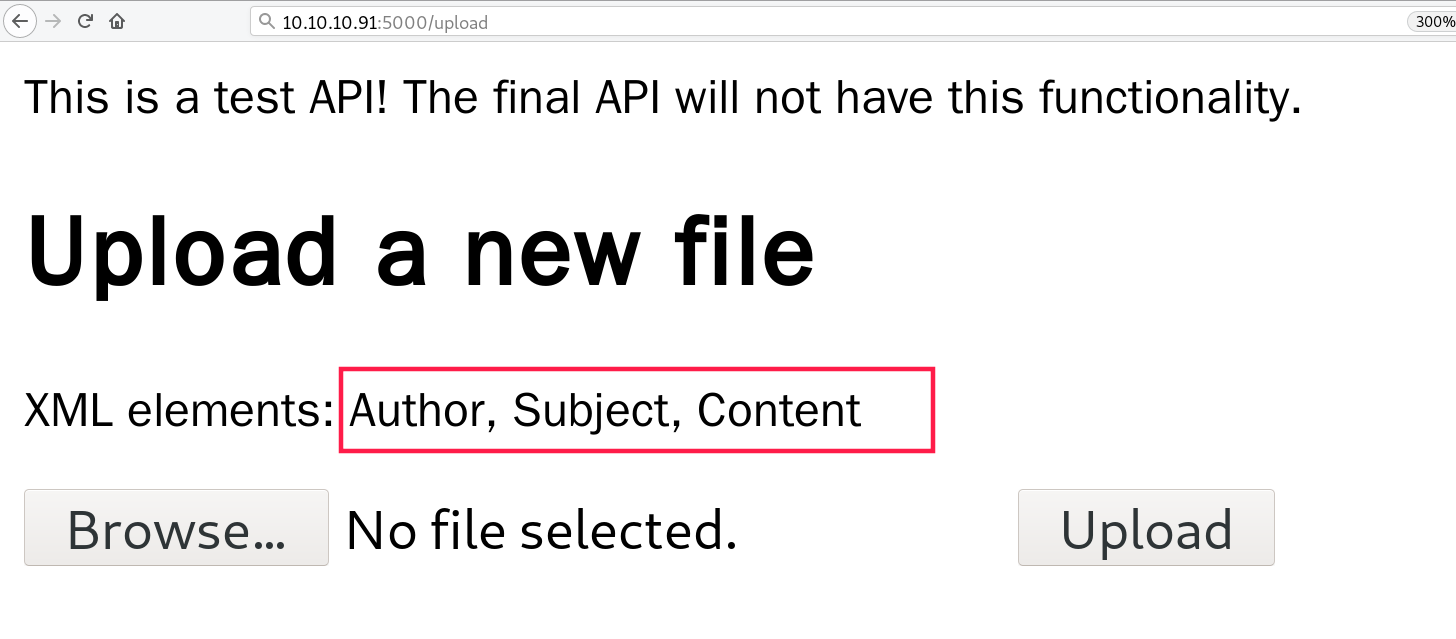 10.10.10.91:5000/upload
300%
This is a test API! The final API will not have this functionality.
Upload a new file
XML elements: Author, Subject, Content
Browse... No file selected. Upload